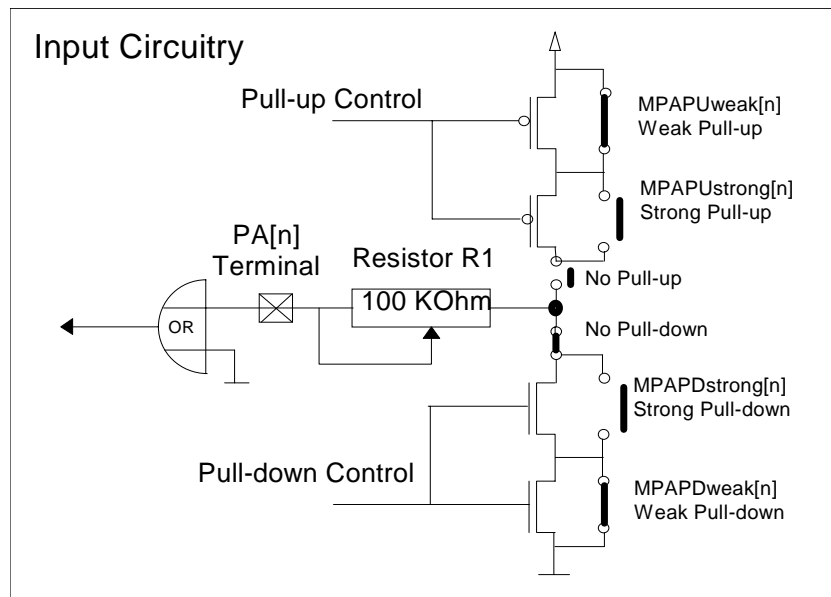 Input Circuitry
Pull-up Control
MPAPUweak[n]
Weak Pull-up
MPAPUstrong[n]
Strong Pull-up
PA[n]
Terminal
Resistor R1
No Pull-up
100 KOhm
OR
No Pull-down
MPAPDstrong[n]
Strong Pull-down
Pull-down Control
MPAPDweak[n]
Weak Pull-down